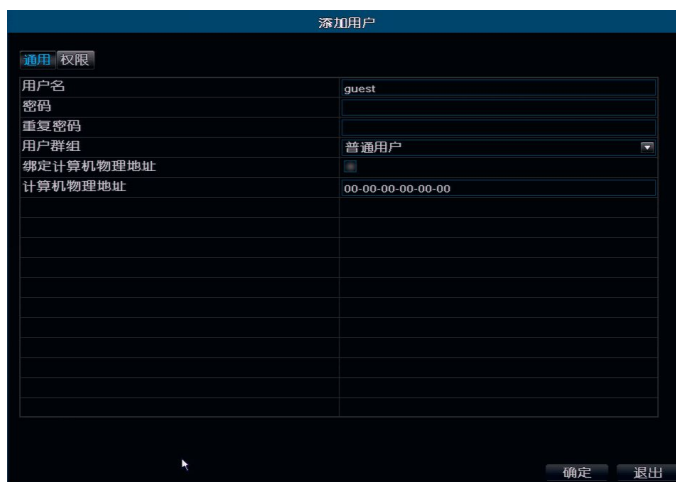 添加用户
通用 权限
用户名 guest
密码
重复密码
用户群组 普通用户
绑定计算机物理地址
计算机物理地址 00-00-00-00-00-00
确定 退出